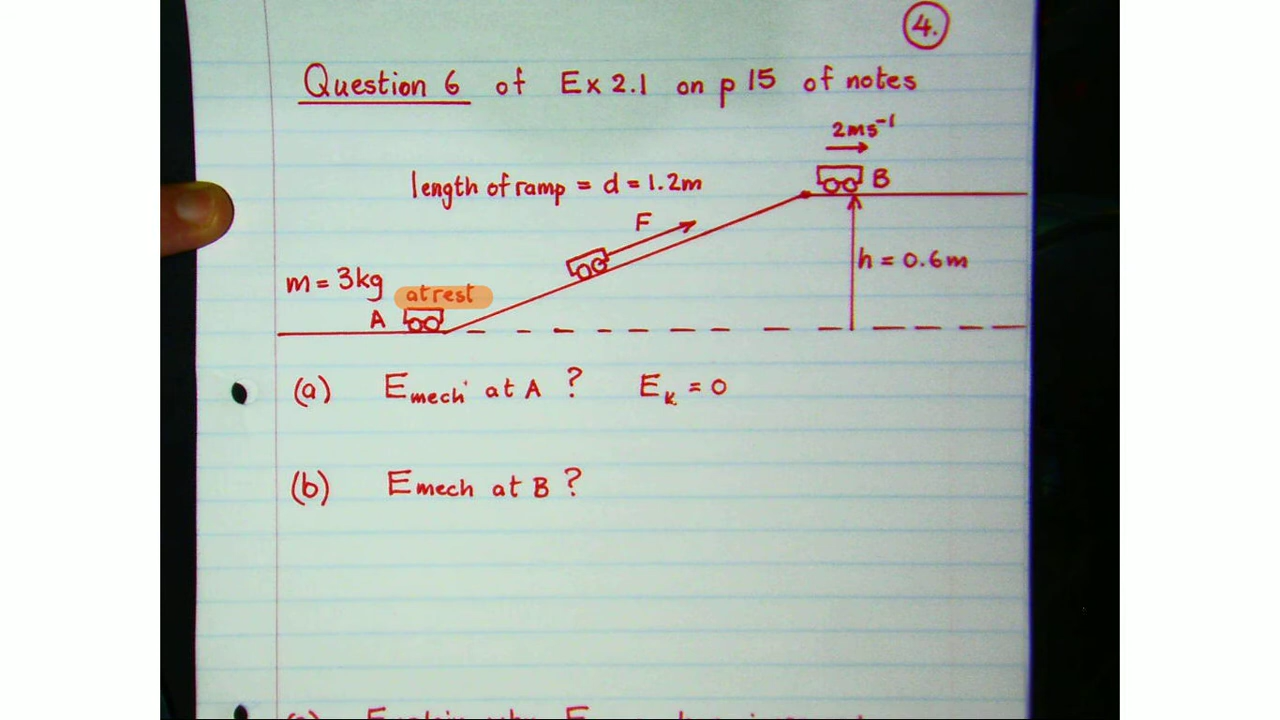 4.
Question 6 of Ex 2.1 on p 15 of notes
2ms⁻¹
length of ramp = d = 1.2m
B
F
h = 0.6m
m = 3kg
at rest
A
(a) Emech at A ? Eₖ = 0
(b) Emech at B ?